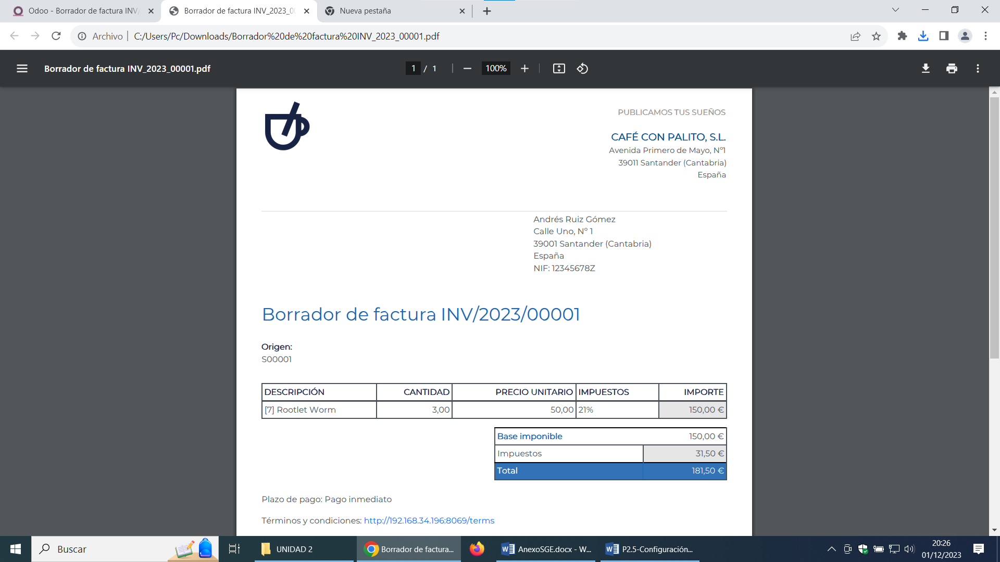 Odoo - Borrador de factura INV/
Borrador de factura INV_2023_00
Nueva pestaña
Archivo
C:/Users/Pc/Downloads/Borrador%20de%20factura%20INV_2023_00001.pdf
Borrador de factura INV_2023_00001.pdf
1 / 1
100%
PUBLICAMOS TUS SUEÑOS
CAFÉ CON PALITO, S.L.
Avenida Primero de Mayo, Nº1
39011 Santander (Cantabria)
España
Andrés Ruiz Gómez
Calle Uno, Nº 1
39001 Santander (Cantabria)
España
NIF: 12345678Z
Borrador de factura INV/2023/00001
Origen:
S00001
DESCRIPCIÓN CANTIDAD PRECIO UNITARIO IMPUESTOS IMPORTE
[7] Rootlet Worm 3,00 50,00 21% 150,00 €
Base imponible 150,00 €
Impuestos 31,50 €
Total 181,50 €
Plazo de pago: Pago inmediato
Términos y condiciones: http://192.168.34.196:8069/terms
Buscar
UNIDAD 2
Borrador de factura...
AnexoSGE.docx - W...
P2.5-Configuración...
20:26
01/12/2023